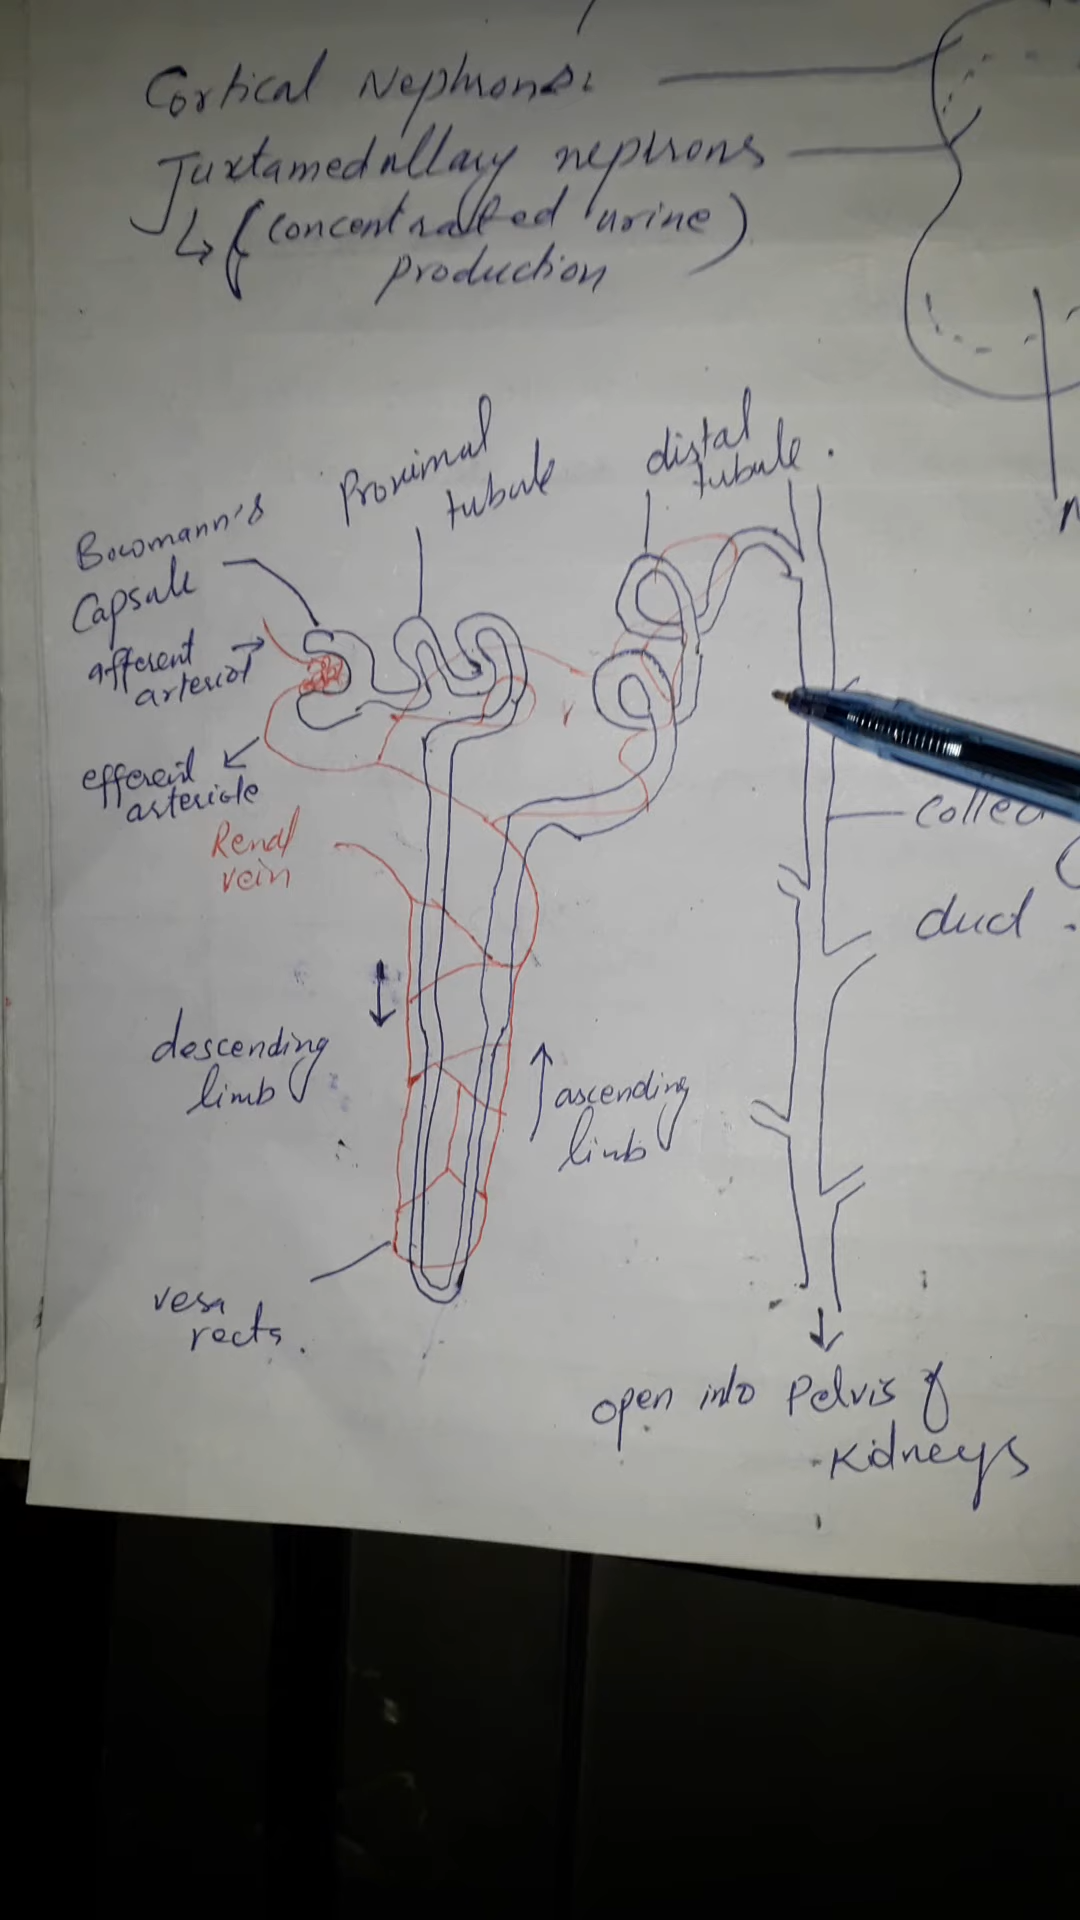 Cortical Nephrons:
Juxtamedullary nephrons
↳ (concentrated urine)
production
Proximal
tubule
distal
tubule.
Bowmann's
Capsule
afferent
arteriol
efferent
arteriole
Renal
vein
collec
duct.
descending
limb
ascending
limb
vesa
recta.
open into Pelvis of
Kidneys